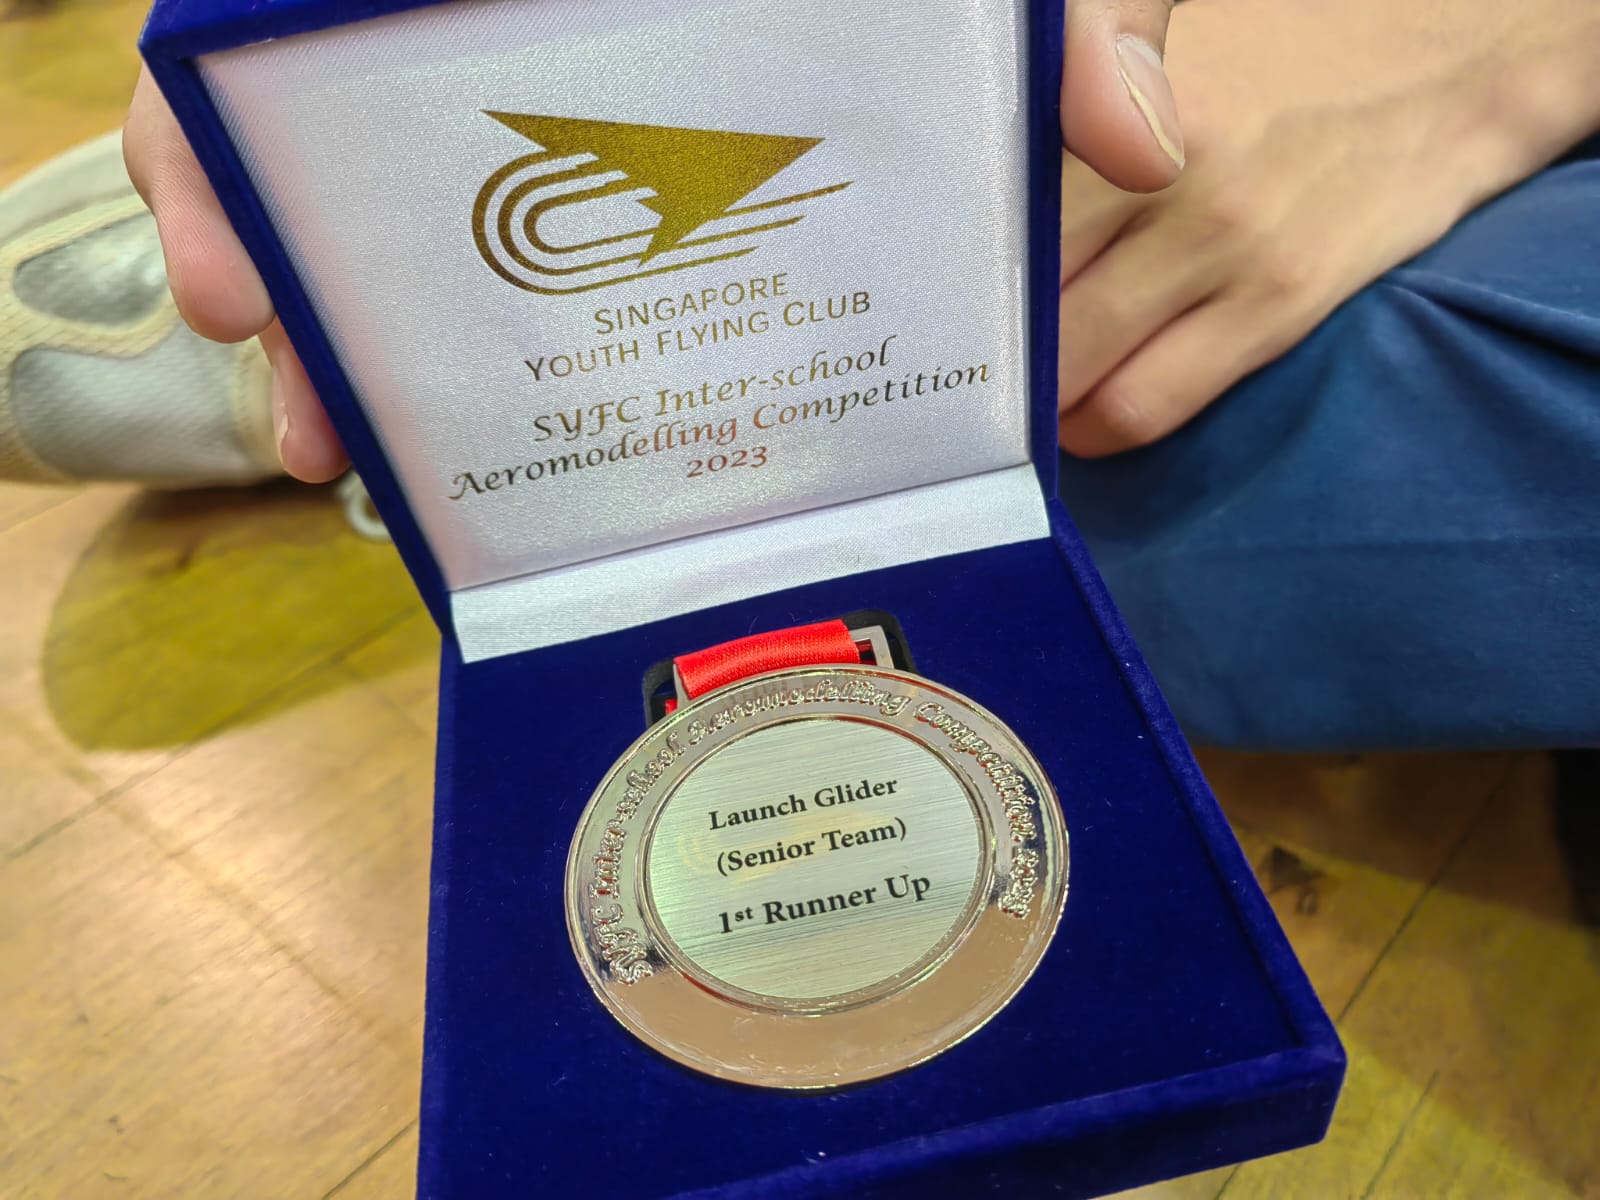 SINGAPORE
YOUTH FLYING CLUB
SYFC Inter-school
Aeromodelling Competition
2023
SYFC Inter-school Aeromodelling Competition 2023
Launch Glider
(Senior Team)
1st Runner Up